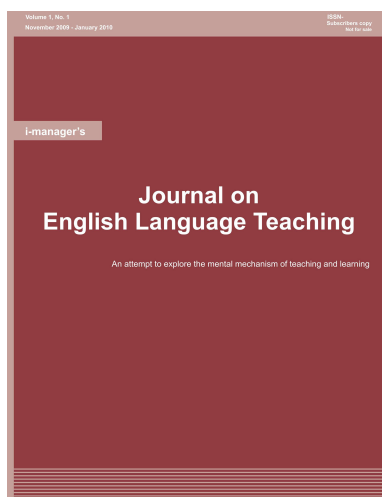 Volume 1, No. 1
November 2009 - January 2010
ISSN-
Subscribers copy
Not for sale
i-manager's
Journal on
English Language Teaching
An attempt to explore the mental mechanism of teaching and learning